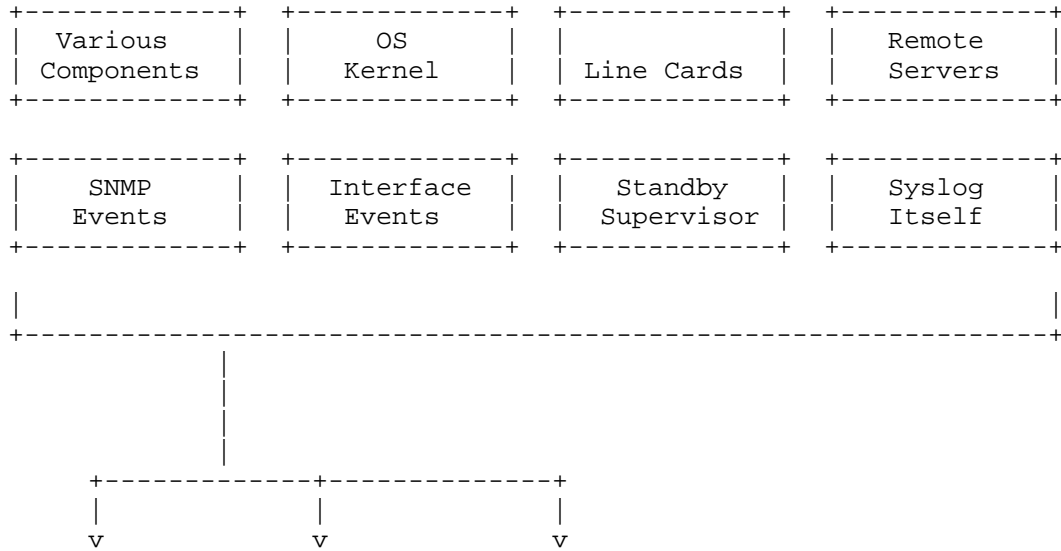 Various OS Remote
Components Kernel Line Cards Servers
SNMP Interface Standby Syslog
Events Events Supervisor Itself
v v v